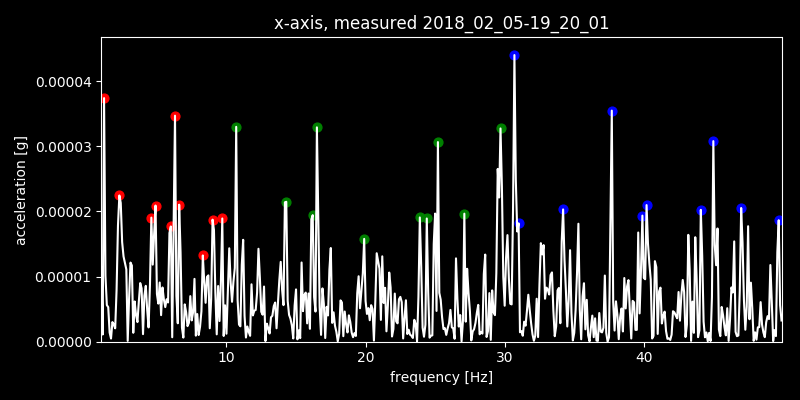 x-axis, measured 2018_02_05-19_20_01
acceleration [g]
0.00004
0.00003
0.00002
0.00001
0.00000
10 20 30 40
frequency [Hz]